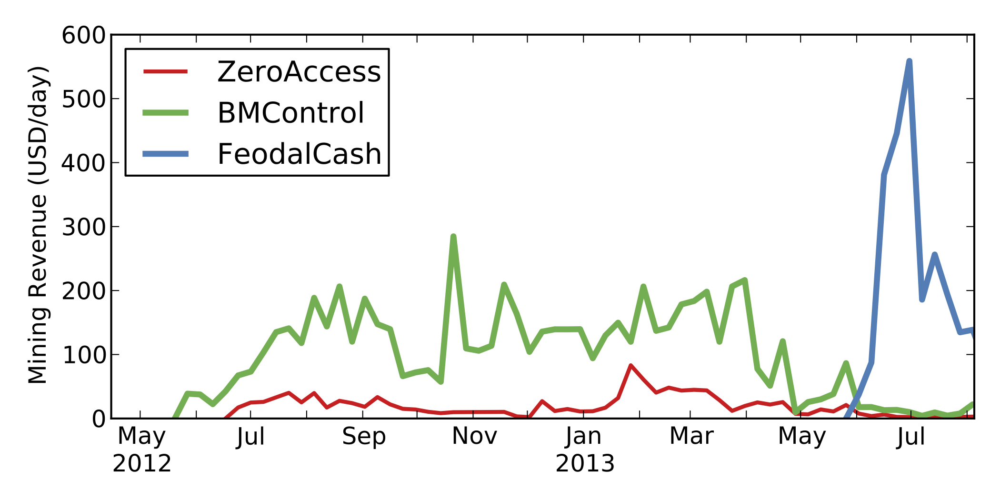 Mining Revenue (USD/day)
600
500
400
300
200
100
0
ZeroAccess
BMControl
FeodalCash
May Jul Sep Nov Jan Mar May Jul
2012 2013